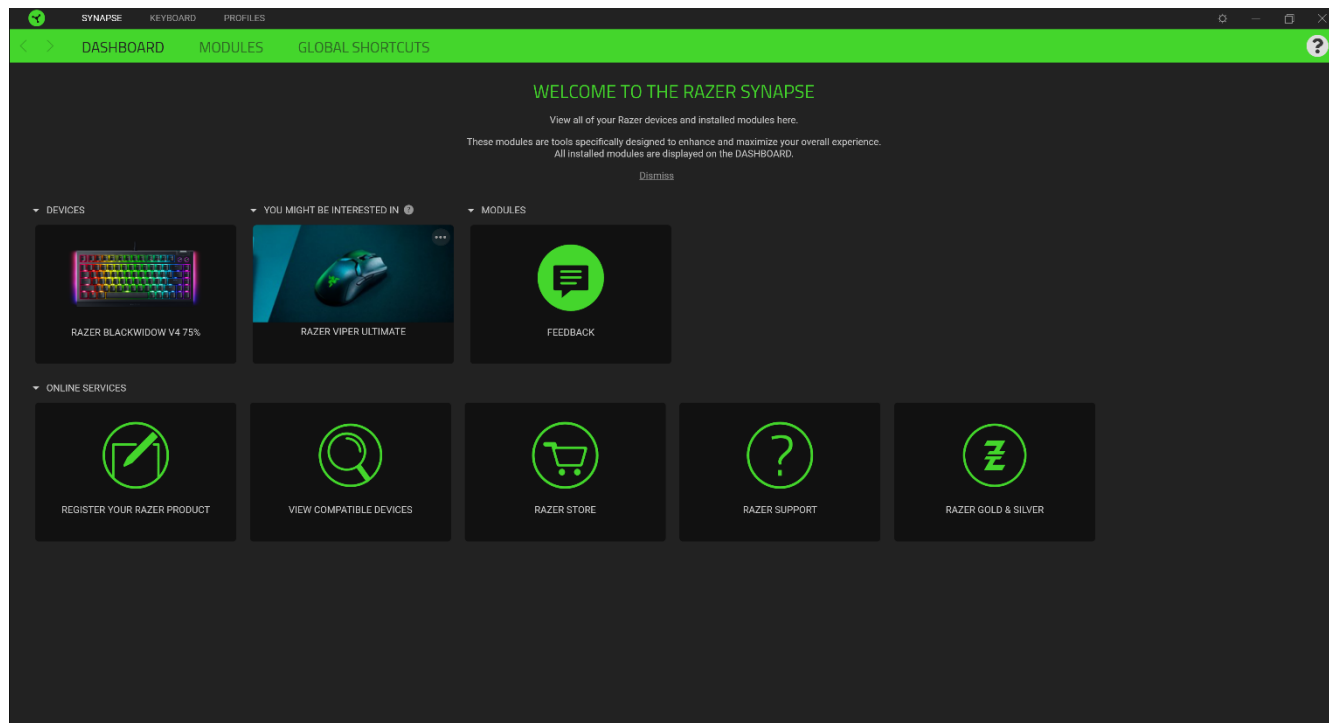 SYNAPSE KEYBOARD PROFILES
DASHBOARD MODULES GLOBAL SHORTCUTS
?
WELCOME TO THE RAZER SYNAPSE
View all of your Razer devices and installed modules here.
These modules are tools specifically designed to enhance and maximize your overall experience.
All installed modules are displayed on the DASHBOARD.
Dismiss
DEVICES
YOU MIGHT BE INTERESTED IN ?
MODULES
RAZER BLACKWIDOW V4 75%
RAZER VIPER ULTIMATE
FEEDBACK
ONLINE SERVICES
REGISTER YOUR RAZER PRODUCT
VIEW COMPATIBLE DEVICES
RAZER STORE
RAZER SUPPORT
RAZER GOLD & SILVER